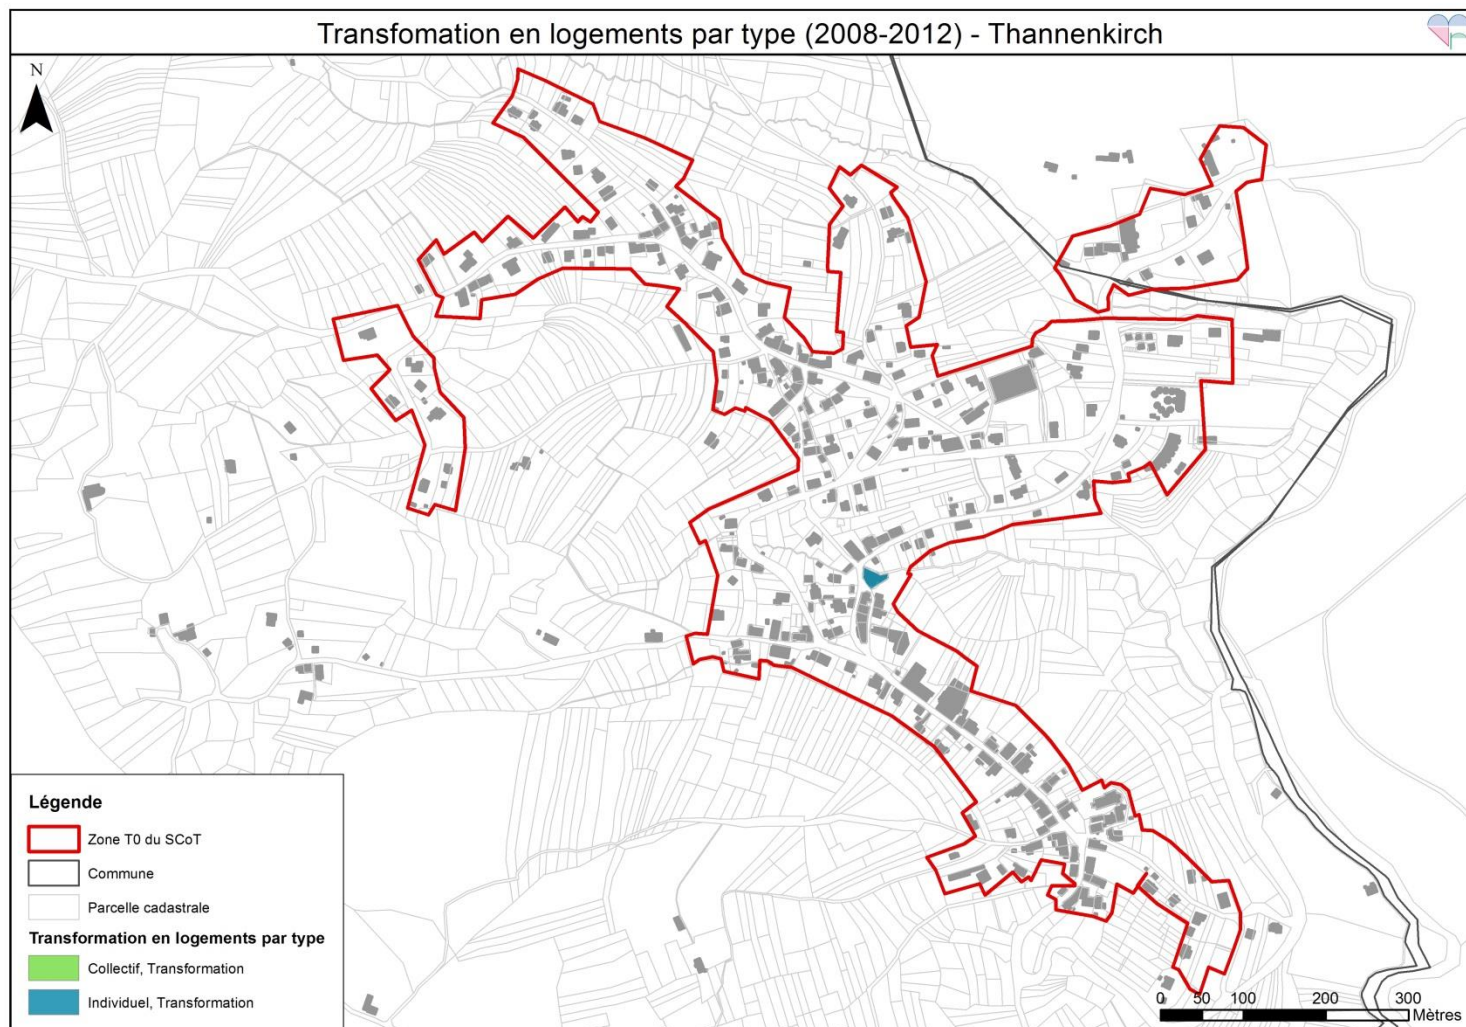 Transfomation en logements par type (2008-2012) - Thannenkirch
N
Légende
Zone T0 du SCoT
Commune
Parcelle cadastrale
Transformation en logements par type
Collectif, Transformation
Individuel, Transformation
0 50 100 200 300
Mètres